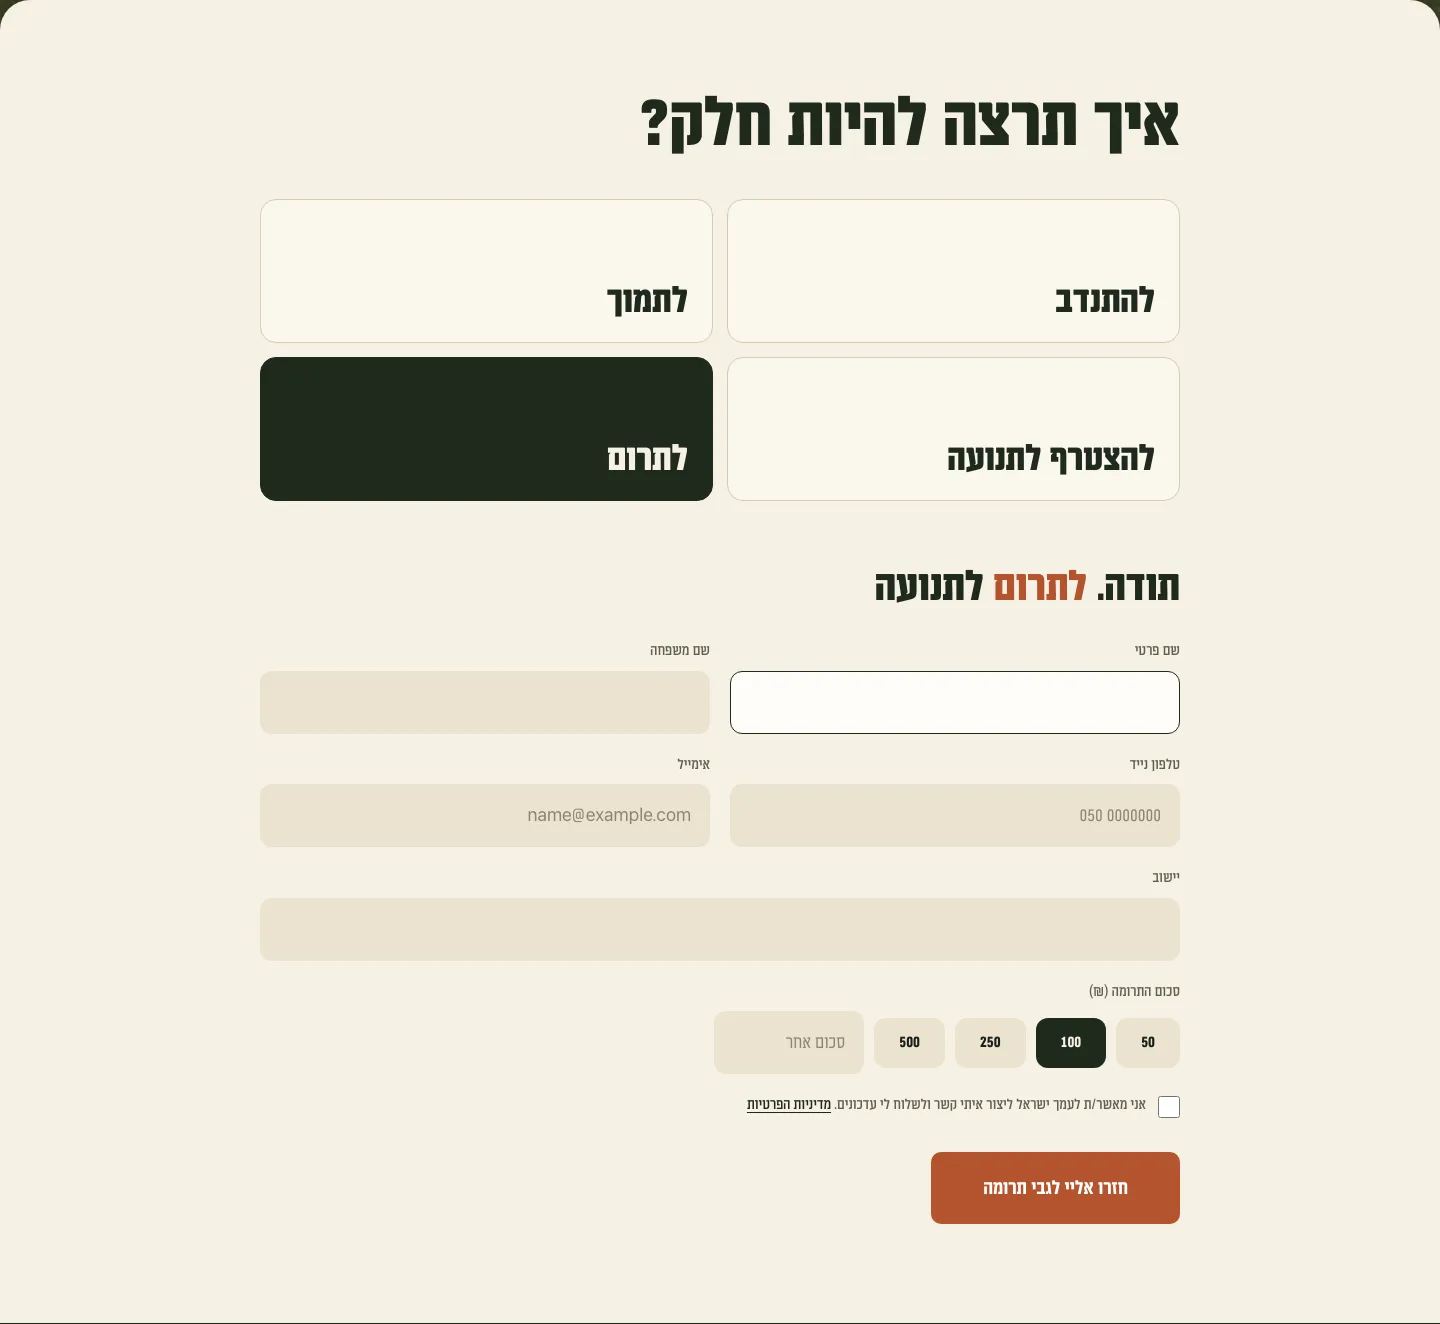 איך תרצה להיות חלק?
להתנדב
לתמוך
להצטרף לתנועה
לתרום
תודה. לתרום לתנועה
שם פרטי
שם משפחה
טלפון נייד
אימייל
050 0000000
name@example.com
יישוב
סכום התרומה (₪)
50
100
250
500
סכום אחר
אני מאשר/ת לעמך ישראל ליצור איתי קשר ולשלוח לי עדכונים. מדיניות הפרטיות
חזרו אליי לגבי תרומה